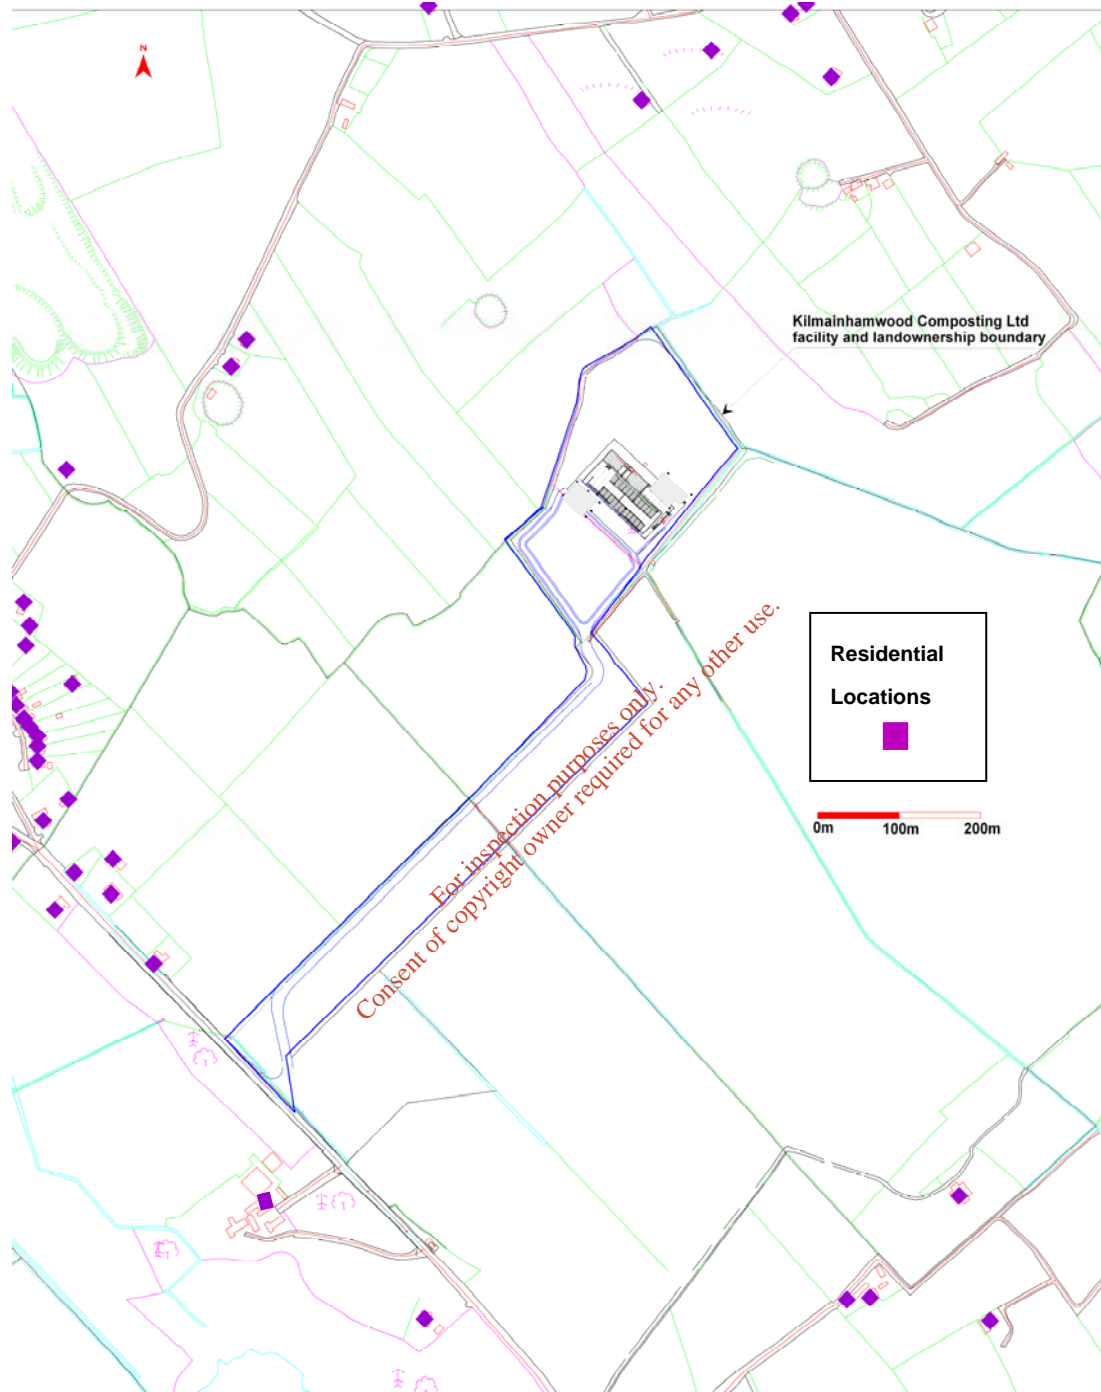 N
Kilmainhamwood Composting Ltd
facility and landownership boundary
Residential
Locations
0m 100m 200m
For inspection purposes only.
Consent of copyright owner required for any other use.